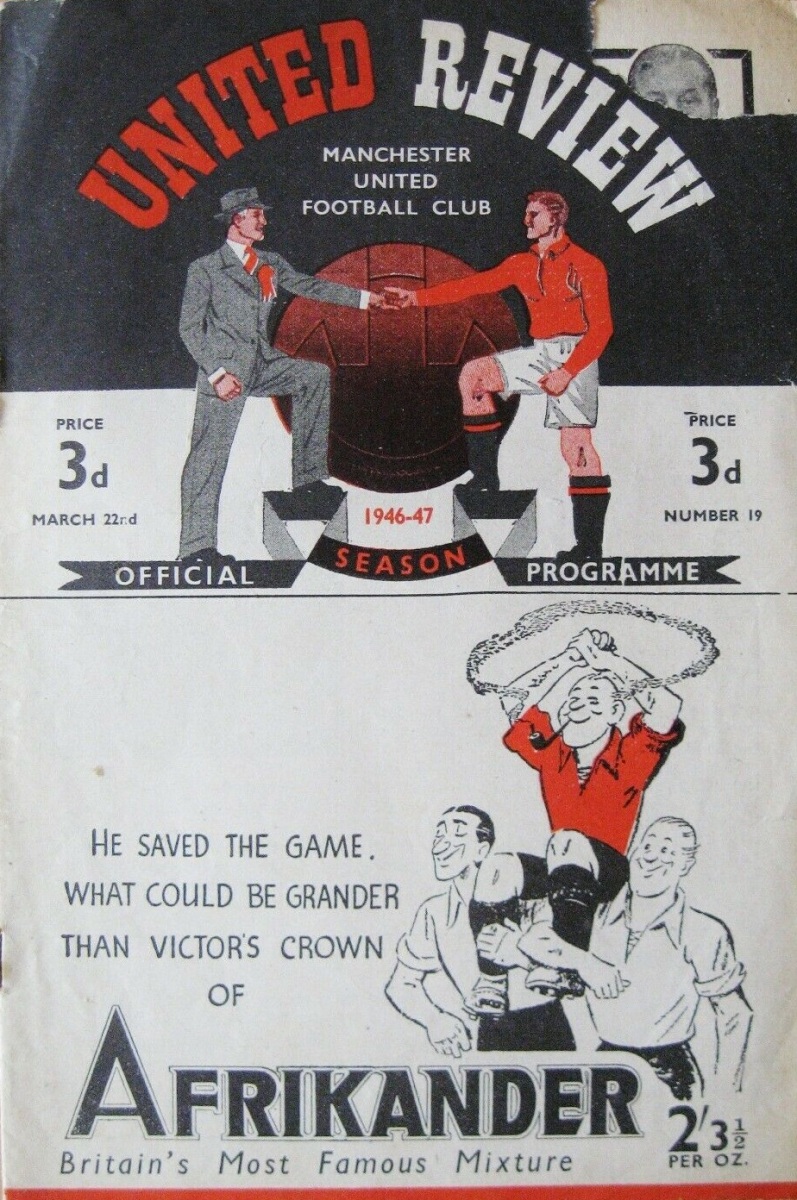 UNITED REVIEW
MANCHESTER
UNITED
FOOTBALL CLUB
PRICE
3d
MARCH 22nd
PRICE
3d
NUMBER 19
1946-47
SEASON
OFFICIAL
PROGRAMME
HE SAVED THE GAME.
WHAT COULD BE GRANDER
THAN VICTOR'S CROWN
OF
AFRIKANDER
Britain's Most Famous Mixture
2/3½
PER OZ.